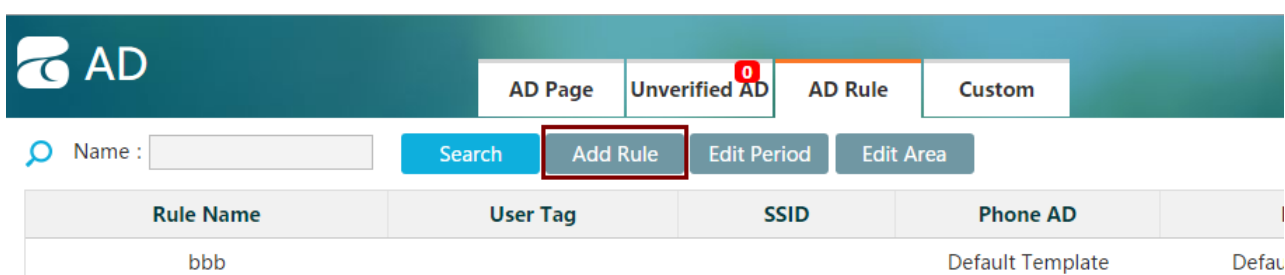 AD
AD Page Unverified AD 0 AD Rule Custom
Name : Search Add Rule Edit Period Edit Area
Rule Name User Tag SSID Phone AD
bbb Default Template Defau